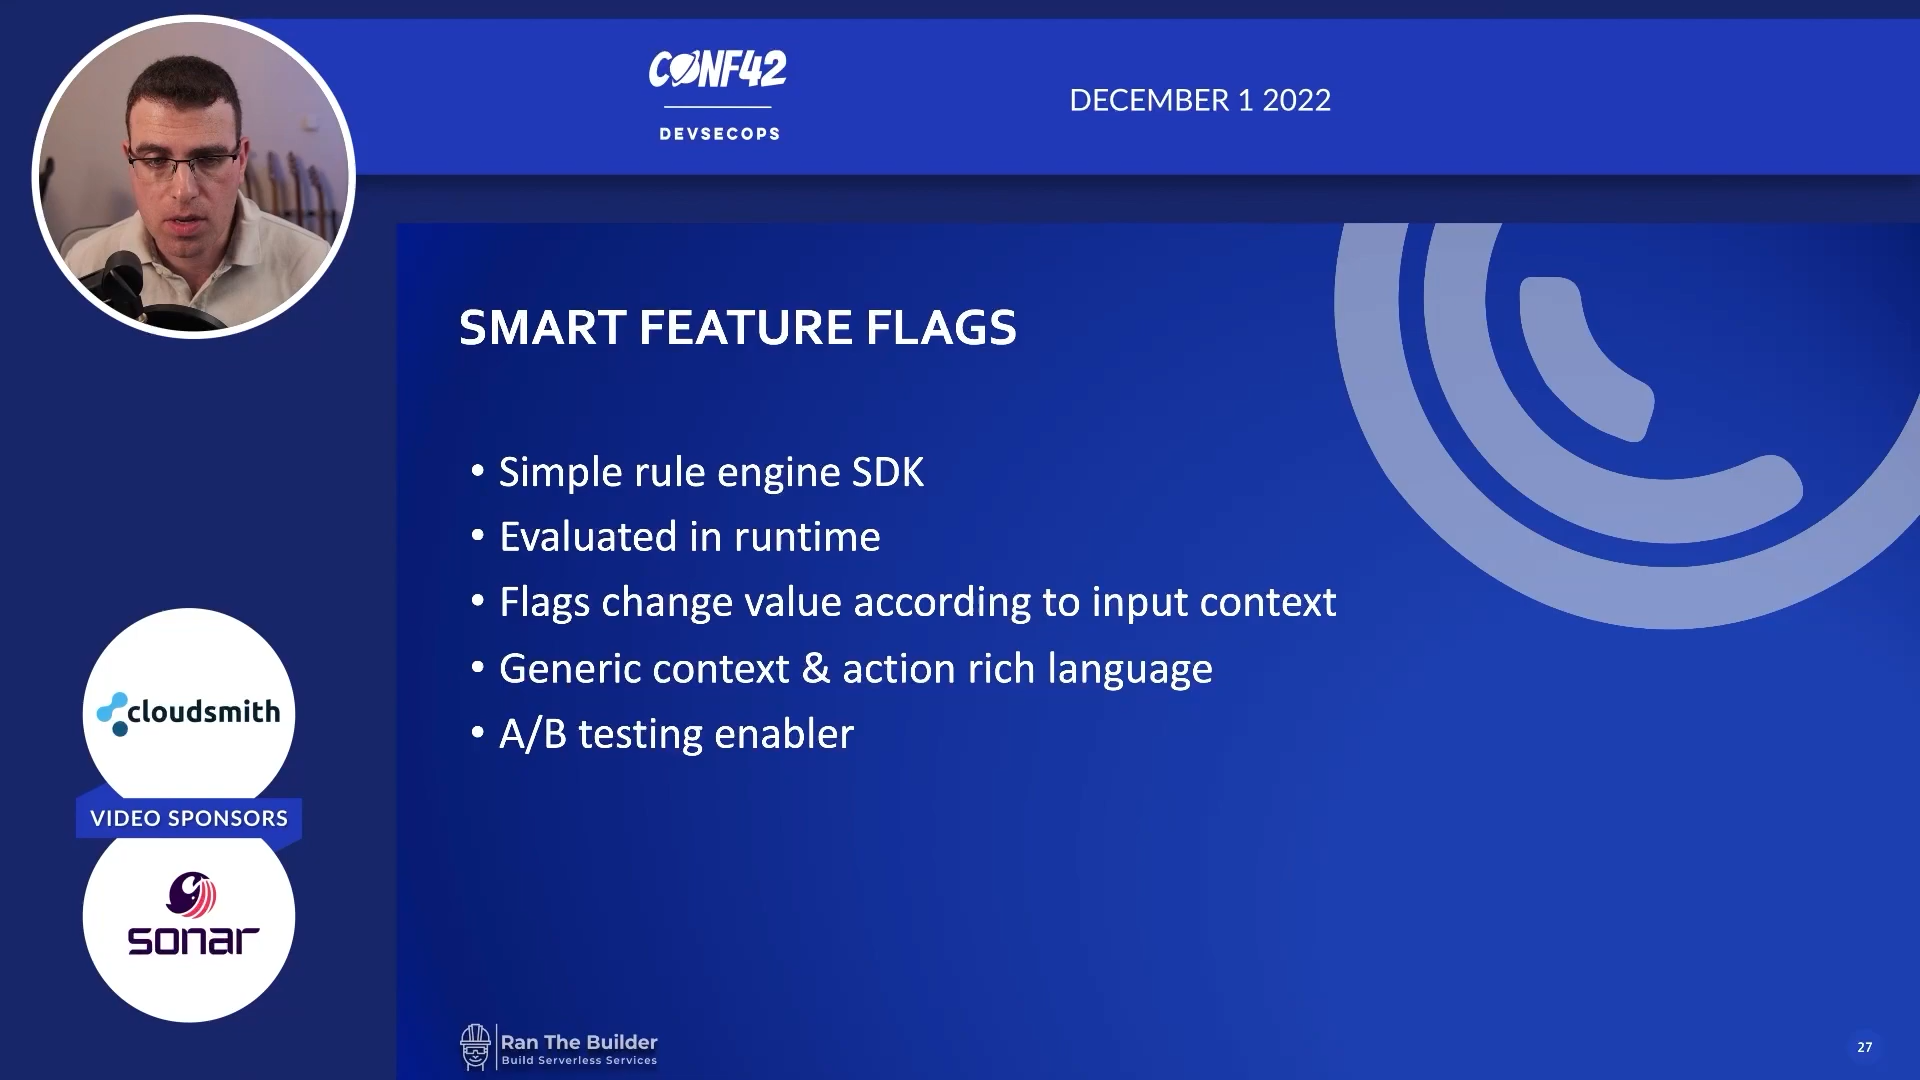 CONF42
DEVSECOPS
DECEMBER 1 2022
SMART FEATURE FLAGS
• Simple rule engine SDK
• Evaluated in runtime
• Flags change value according to input context
• Generic context & action rich language
• A/B testing enabler
cloudsmith
VIDEO SPONSORS
sonar
Ran The Builder
Build Serverless Services
27